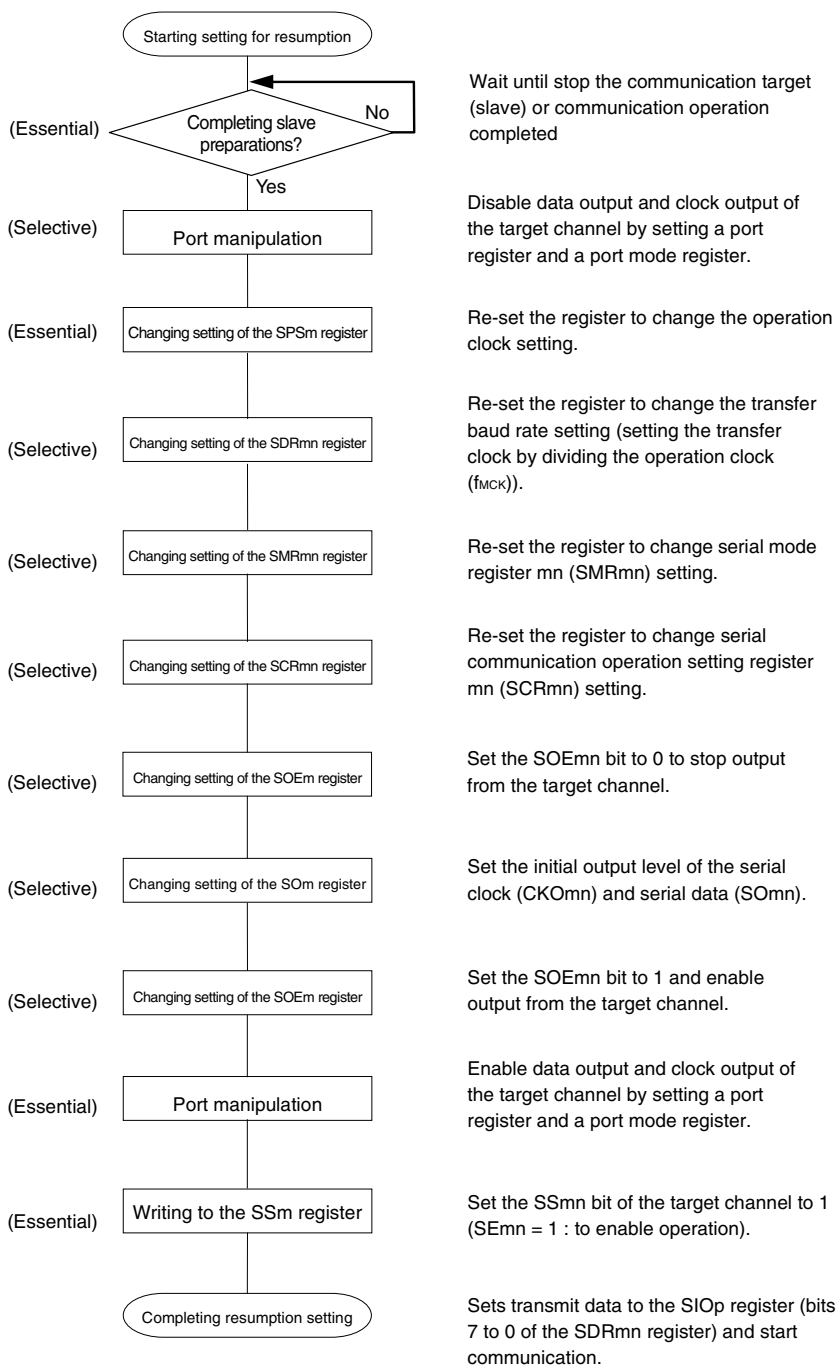 Starting setting for resumption
(Essential)
Completing slave
preparations?
No
Yes
Wait until stop the communication target
(slave) or communication operation
completed
(Selective)
Port manipulation
Disable data output and clock output of
the target channel by setting a port
register and a port mode register.
(Essential)
Changing setting of the SPSm register
Re-set the register to change the operation
clock setting.
(Selective)
Changing setting of the SDRmn register
Re-set the register to change the transfer
baud rate setting (setting the transfer
clock by dividing the operation clock
(fMCK)).
(Selective)
Changing setting of the SMRmn register
Re-set the register to change serial mode
register mn (SMRmn) setting.
(Selective)
Changing setting of the SCRmn register
Re-set the register to change serial
communication operation setting register
mn (SCRmn) setting.
(Selective)
Changing setting of the SOEm register
Set the SOEmn bit to 0 to stop output
from the target channel.
(Selective)
Changing setting of the SOm register
Set the initial output level of the serial
clock (CKOmn) and serial data (SOmn).
(Selective)
Changing setting of the SOEm register
Set the SOEmn bit to 1 and enable
output from the target channel.
(Essential)
Port manipulation
Enable data output and clock output of
the target channel by setting a port
register and a port mode register.
(Essential)
Writing to the SSm register
Set the SSmn bit of the target channel to 1
(SEmn = 1 : to enable operation).
Completing resumption setting
Sets transmit data to the SIOp register (bits
7 to 0 of the SDRmn register) and start
communication.